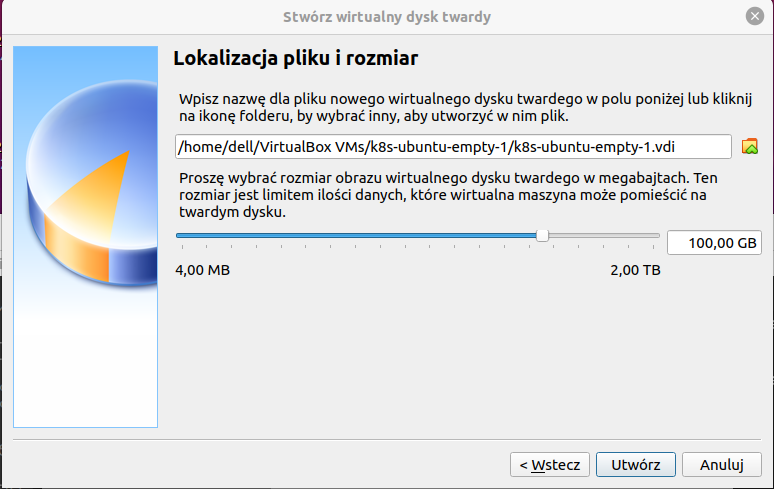 Stwórz wirtualny dysk twardy
Lokalizacja pliku i rozmiar
Wpisz nazwę dla pliku nowego wirtualnego dysku twardego w polu poniżej lub kliknij
na ikonę folderu, by wybrać inny, aby utworzyć w nim plik.
/home/dell/VirtualBox VMs/k8s-ubuntu-empty-1/k8s-ubuntu-empty-1.vdi
Proszę wybrać rozmiar obrazu wirtualnego dysku twardego w megabajtach. Ten
rozmiar jest limitem ilości danych, które wirtualna maszyna może pomieścić na
twardym dysku.
100,00 GB
4,00 MB 2,00 TB
< Wstecz Utwórz Anuluj